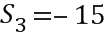 S₃ = – 15